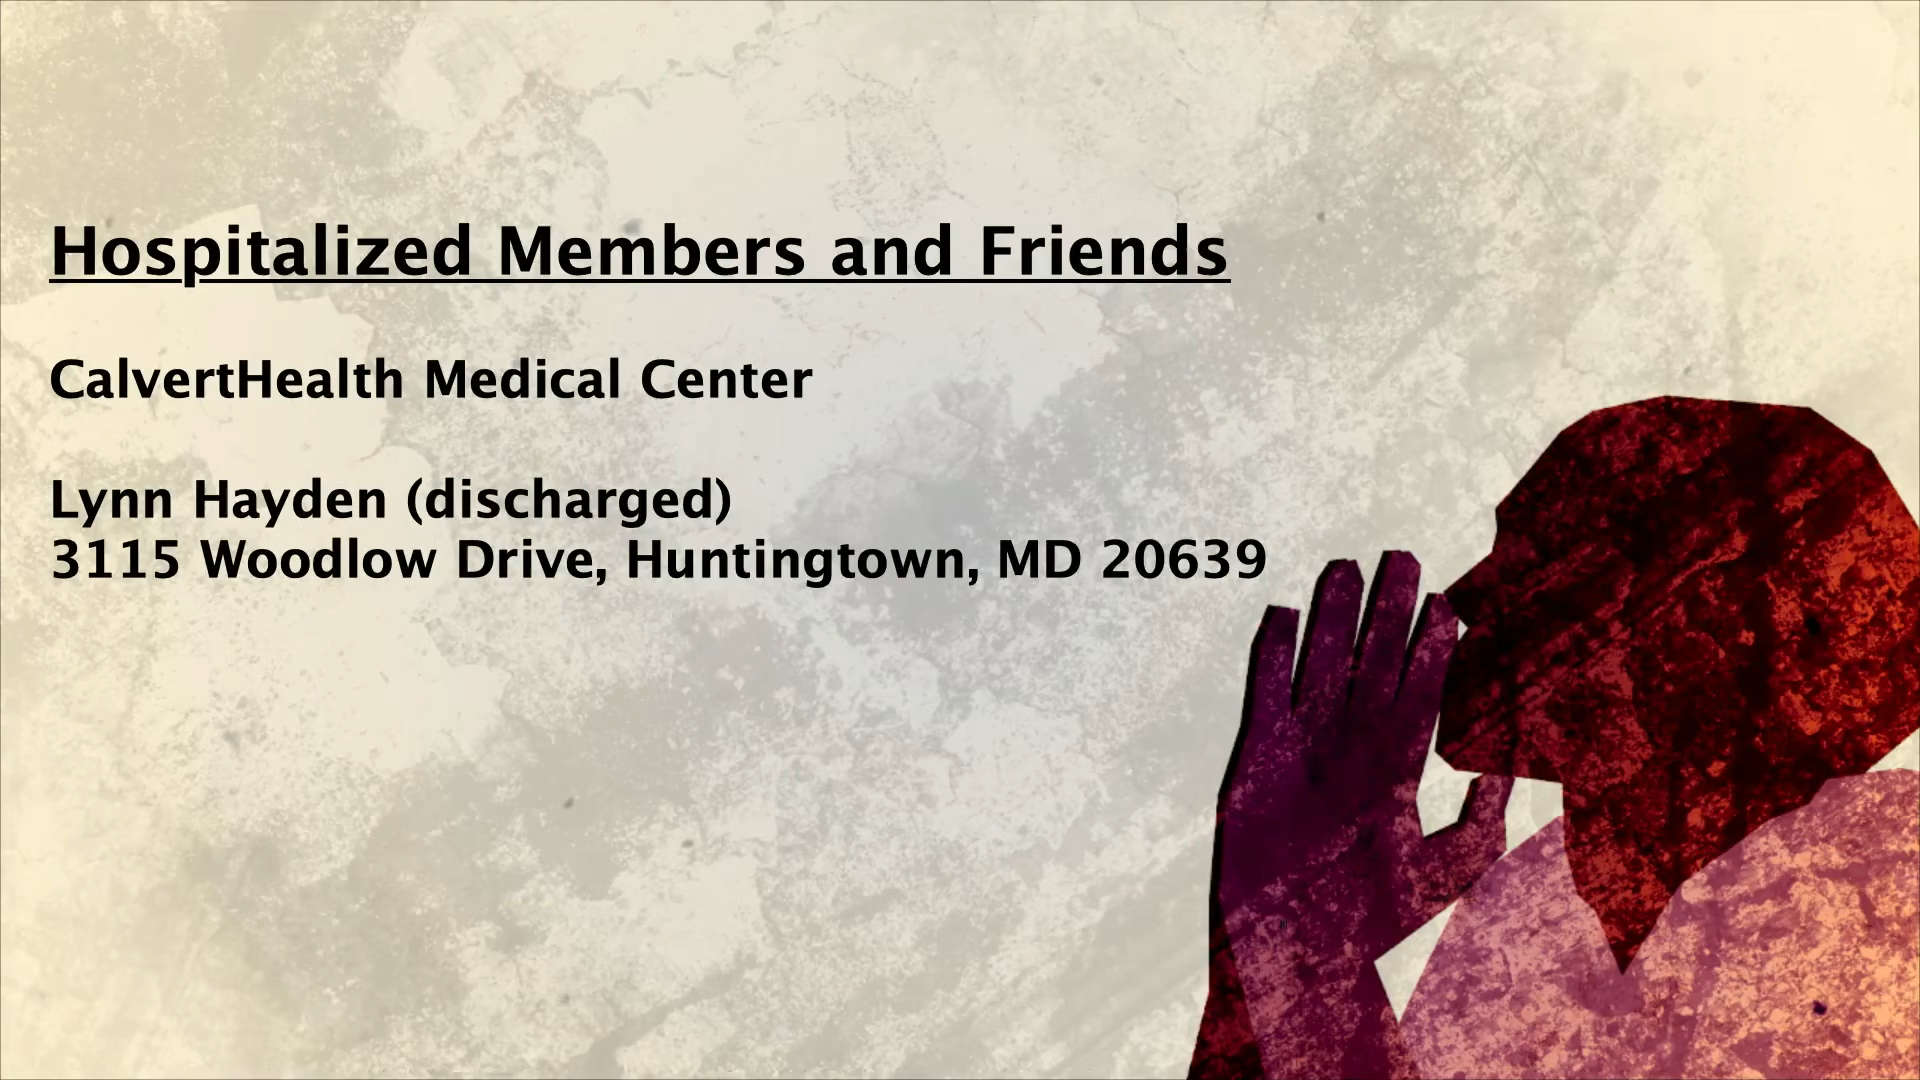 Hospitalized Members and Friends
CalvertHealth Medical Center
Lynn Hayden (discharged)
3115 Woodlow Drive, Huntingtown, MD 20639